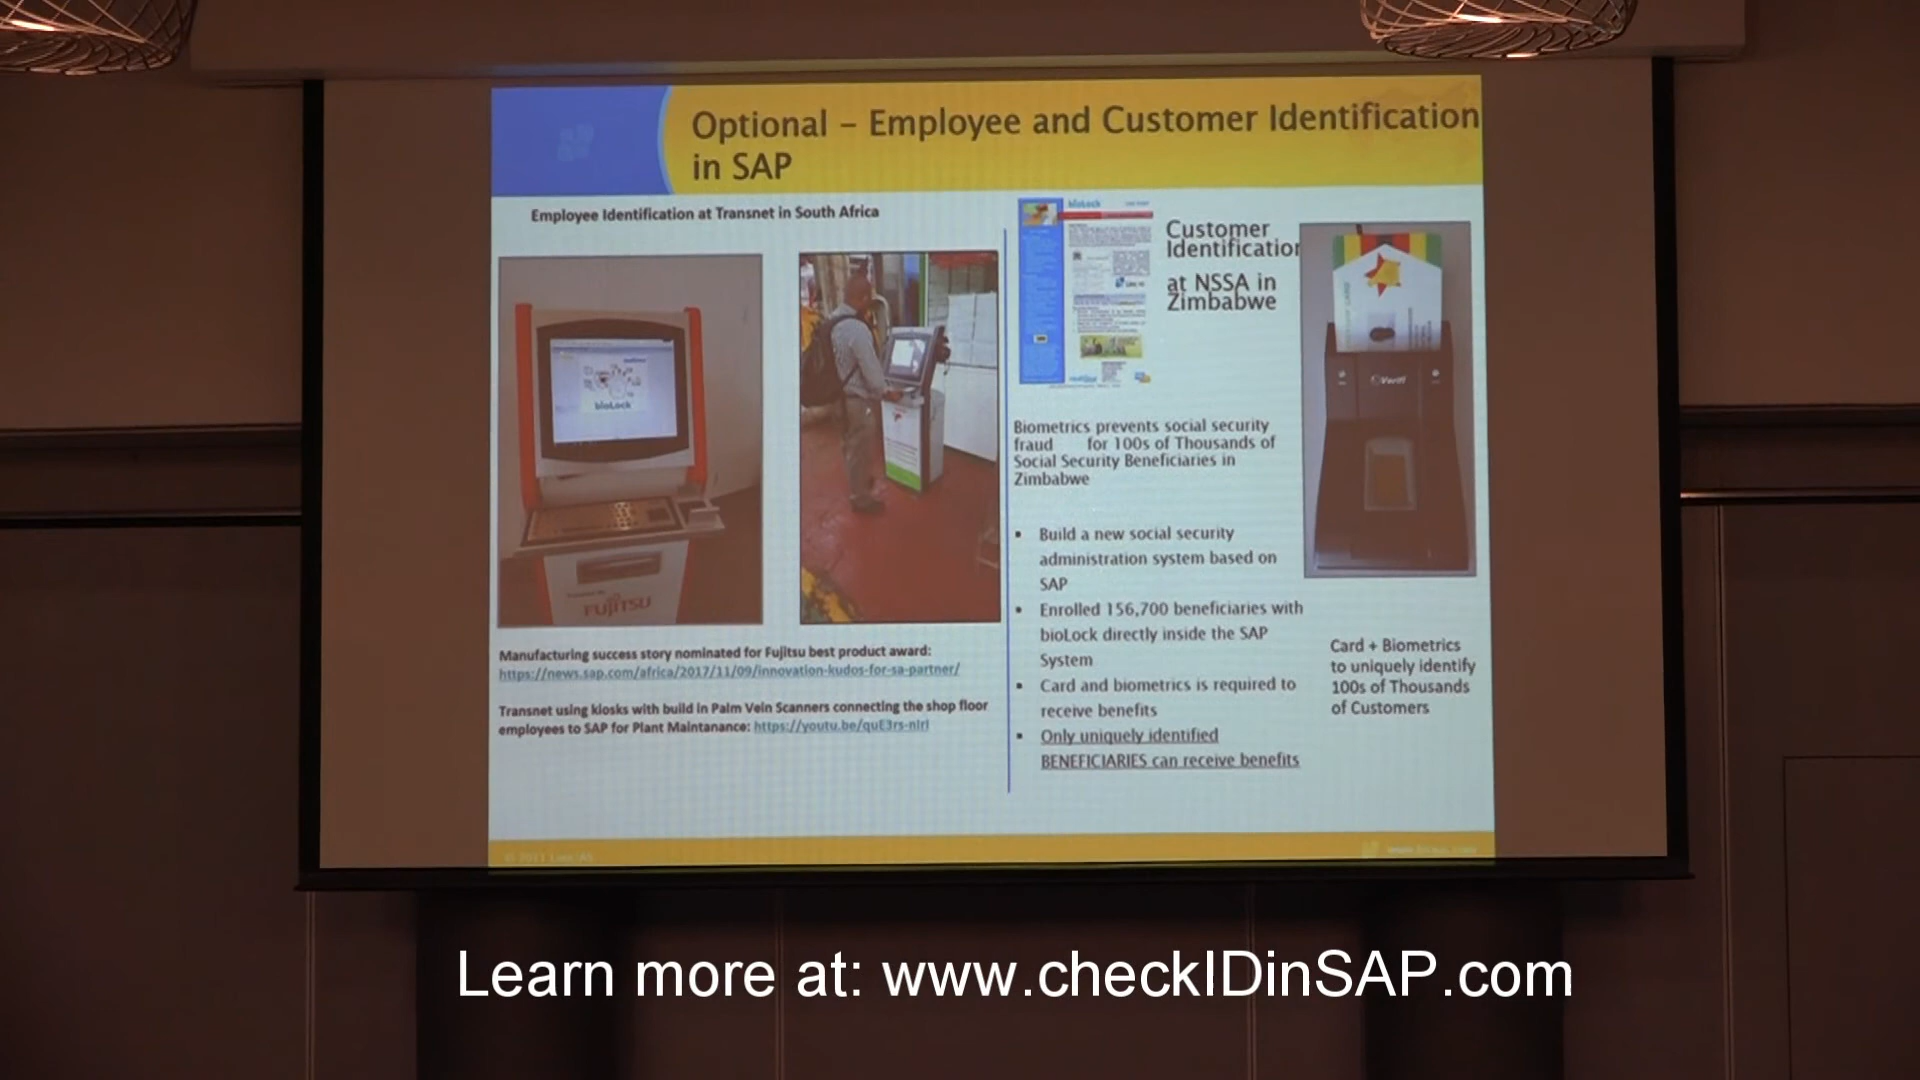 Optional – Employee and Customer Identification
in SAP
Employee Identification at Transnet in South Africa
bioLock
FUJITSU
Manufacturing success story nominated for Fujitsu best product award:
https://news.sap.com/africa/2017/11/09/innovation-kudos-for-sa-partner/
Transnet using kiosks with build in Palm Vein Scanners connecting the shop floor
employees to SAP for Plant Maintanance: https://youtu.be/quE3rs-nIrI
bioLock
Customer
Identification
at NSSA in
Zimbabwe
Biometrics prevents social security
fraud for 100s of Thousands of
Social Security Beneficiaries in
Zimbabwe
▪ Build a new social security
administration system based on
SAP
▪ Enrolled 156,700 beneficiaries with
bioLock directly inside the SAP
System
▪ Card and biometrics is required to
receive benefits
▪ Only uniquely identified
BENEFICIARIES can receive benefits
Veridt
Card + Biometrics
to uniquely identify
100s of Thousands
of Customers
Learn more at: www.checkIDinSAP.com